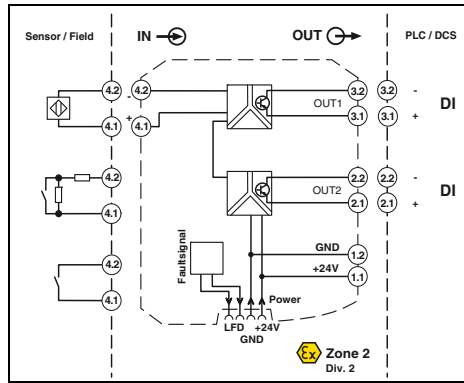 Sensor / Field
IN
OUT
PLC / DCS
4.2
4.2
-
3.2
3.2
-
OUT1
DI
4.1
+
4.1
3.1
3.1
+
4.2
2.2
2.2
-
OUT2
DI
4.1
2.1
2.1
+
Faultsignal
GND
1.2
4.2
+24V
1.1
4.1
Power
LFD
+24V
GND
Ex
Zone 2
Div. 2